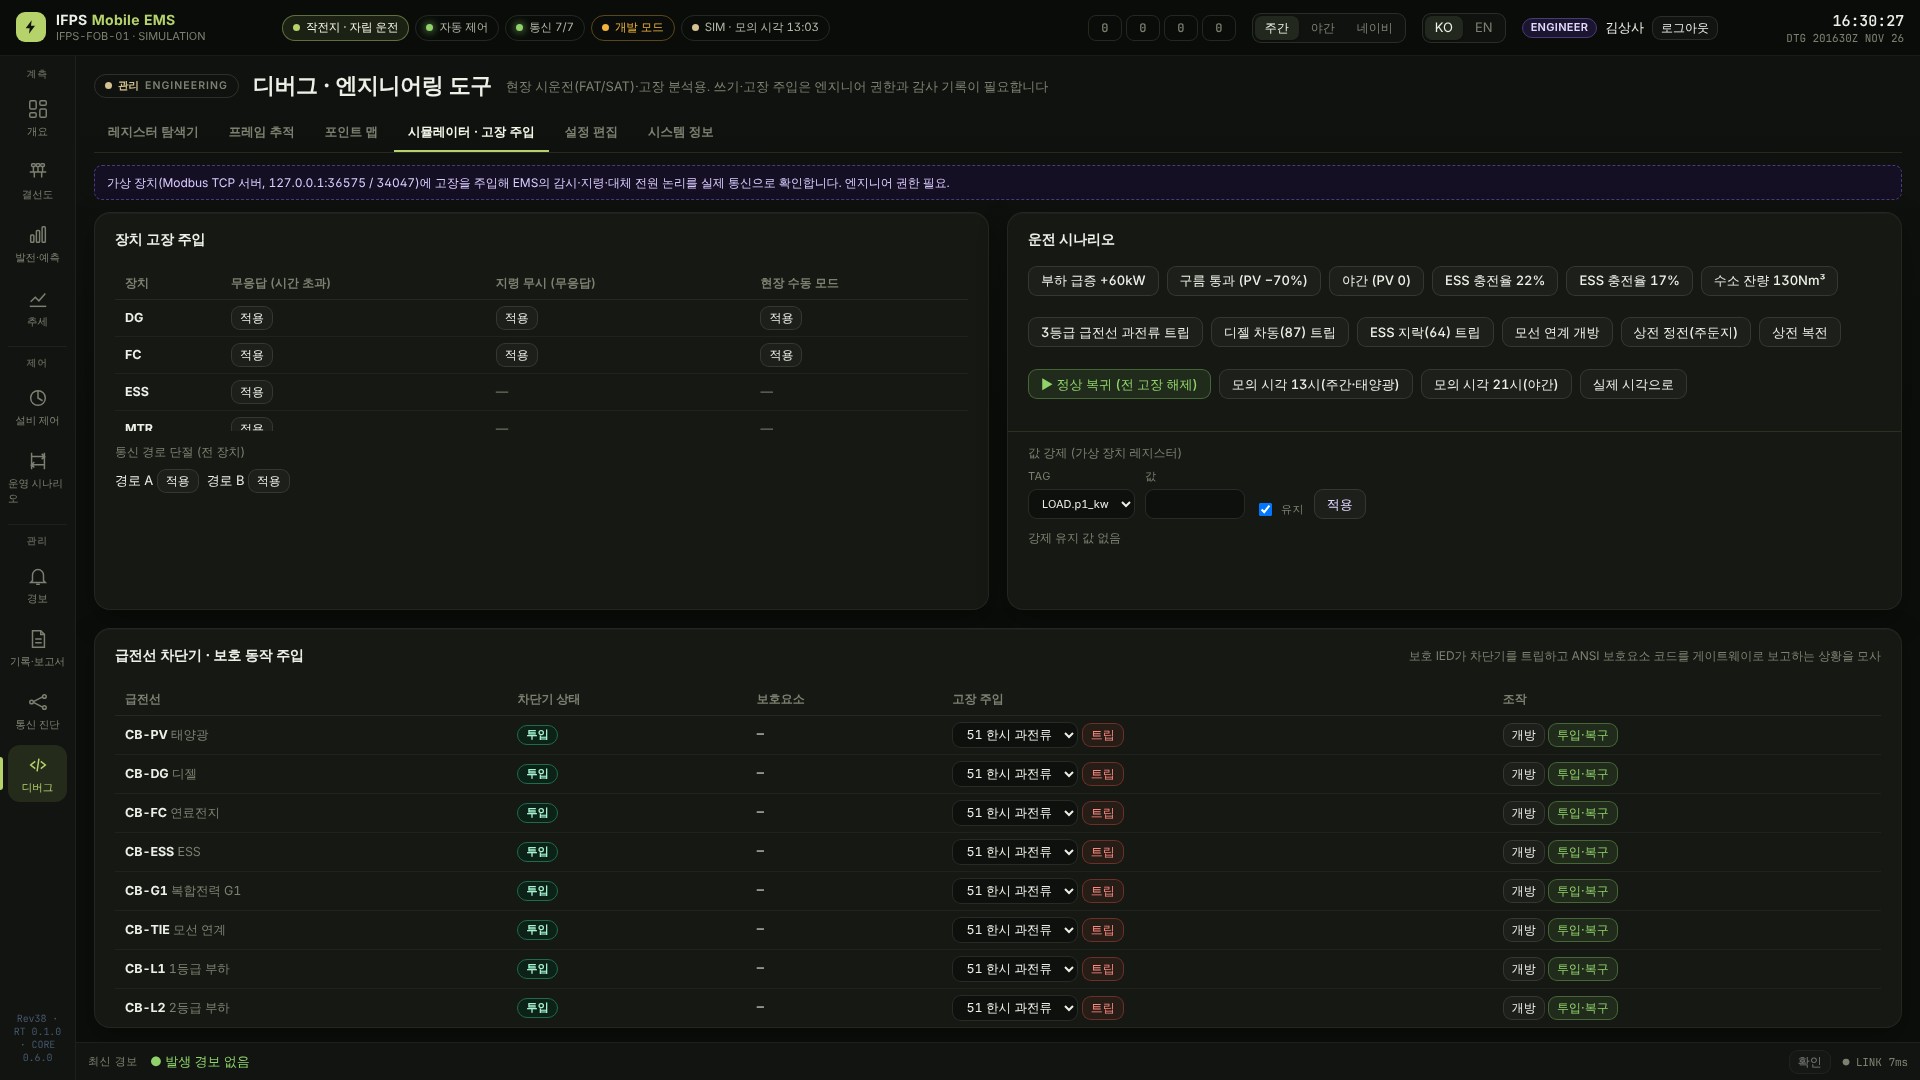 IFPS Mobile EMS
IFPS-FOB-01 · SIMULATION
작전지 · 자립 운전
자동 제어
통신 7/7
개발 모드
SIM · 모의 시각 13:03
0 0 0 0
주간 야간 네이비
KO EN
ENGINEER 김상사 로그아웃
16:30:27
DTG 201630Z NOV 26
계측
개요
결선도
발전·예측
추세
제어
설비 제어
운영 시나리
오
관리
경보
기록·보고서
통신 진단
디버그
Rev38 ·
RT 0.1.0
· CORE
0.6.0
관리 ENGINEERING
디버그 · 엔지니어링 도구
현장 시운전(FAT/SAT)·고장 분석용. 쓰기·고장 주입은 엔지니어 권한과 감사 기록이 필요합니다
레지스터 탐색기 프레임 추적 포인트 맵 시뮬레이터 · 고장 주입 설정 편집 시스템 정보
가상 장치(Modbus TCP 서버, 127.0.0.1:36575 / 34047)에 고장을 주입해 EMS의 감시·지령·대체 전원 논리를 실제 통신으로 확인합니다. 엔지니어 권한 필요.
장치 고장 주입
장치 무응답 (시간 초과) 지령 무시 (무응답) 현장 수동 모드
DG 적용 적용 적용
FC 적용 적용 적용
ESS 적용 — —
MTR 적용 — —
통신 경로 단절 (전 장치)
경로 A 적용 경로 B 적용
운전 시나리오
부하 급증 +60kW 구름 통과 (PV −70%) 야간 (PV 0) ESS 충전율 22% ESS 충전율 17% 수소 잔량 130Nm³
3등급 급전선 과전류 트립 디젤 차동(87) 트립 ESS 지락(64) 트립 모선 연계 개방 상전 정전(주둔지) 상전 복전
▶ 정상 복귀 (전 고장 해제) 모의 시각 13시(주간·태양광) 모의 시각 21시(야간) 실제 시각으로
값 강제 (가상 장치 레지스터)
TAG 값
LOAD.p1_kw 유지 적용
강제 유지 값 없음
급전선 차단기 · 보호 동작 주입
보호 IED가 차단기를 트립하고 ANSI 보호요소 코드를 게이트웨이로 보고하는 상황을 모사
급전선 차단기 상태 보호요소 고장 주입 조작
CB-PV 태양광 투입 – 51 한시 과전류 트립 개방 투입·복구
CB-DG 디젤 투입 – 51 한시 과전류 트립 개방 투입·복구
CB-FC 연료전지 투입 – 51 한시 과전류 트립 개방 투입·복구
CB-ESS ESS 투입 – 51 한시 과전류 트립 개방 투입·복구
CB-G1 복합전력 G1 투입 – 51 한시 과전류 트립 개방 투입·복구
CB-TIE 모선 연계 투입 – 51 한시 과전류 트립 개방 투입·복구
CB-L1 1등급 부하 투입 – 51 한시 과전류 트립 개방 투입·복구
CB-L2 2등급 부하 투입 – 51 한시 과전류 트립 개방 투입·복구
최신 경보 발생 경보 없음
확인 LINK 7ms